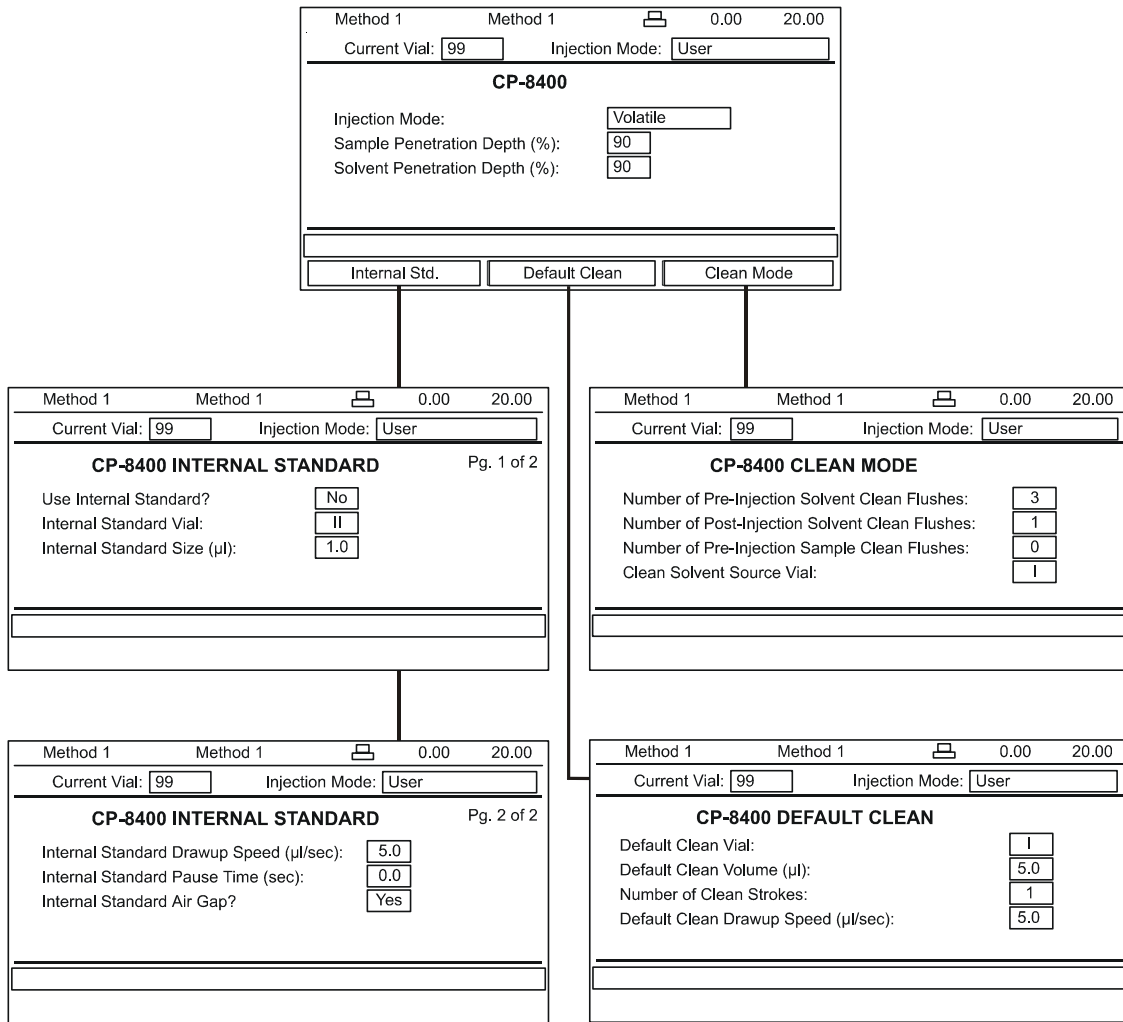 Method 1 Method 1 0.00 20.00
Current Vial: 99 Injection Mode: User
CP-8400
Injection Mode: Volatile
Sample Penetration Depth (%): 90
Solvent Penetration Depth (%): 90
Internal Std. Default Clean Clean Mode
Method 1 Method 1 0.00 20.00
Current Vial: 99 Injection Mode: User
CP-8400 INTERNAL STANDARD Pg. 1 of 2
Use Internal Standard? No
Internal Standard Vial: II
Internal Standard Size (µl): 1.0
Method 1 Method 1 0.00 20.00
Current Vial: 99 Injection Mode: User
CP-8400 CLEAN MODE
Number of Pre-Injection Solvent Clean Flushes: 3
Number of Post-Injection Solvent Clean Flushes: 1
Number of Pre-Injection Sample Clean Flushes: 0
Clean Solvent Source Vial: I
Method 1 Method 1 0.00 20.00
Current Vial: 99 Injection Mode: User
CP-8400 INTERNAL STANDARD Pg. 2 of 2
Internal Standard Drawup Speed (µl/sec): 5.0
Internal Standard Pause Time (sec): 0.0
Internal Standard Air Gap? Yes
Method 1 Method 1 0.00 20.00
Current Vial: 99 Injection Mode: User
CP-8400 DEFAULT CLEAN
Default Clean Vial: I
Default Clean Volume (µl): 5.0
Number of Clean Strokes: 1
Default Clean Drawup Speed (µl/sec): 5.0